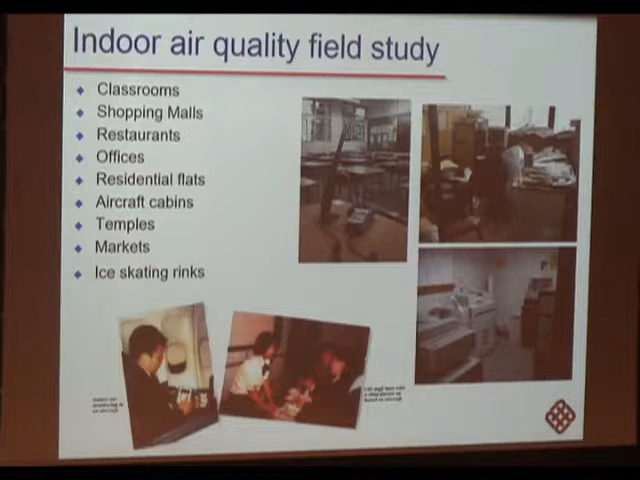 Indoor air quality field study
Classrooms
Shopping Malls
Restaurants
Offices
Residential flats
Aircraft cabins
Temples
Markets
Ice skating rinks